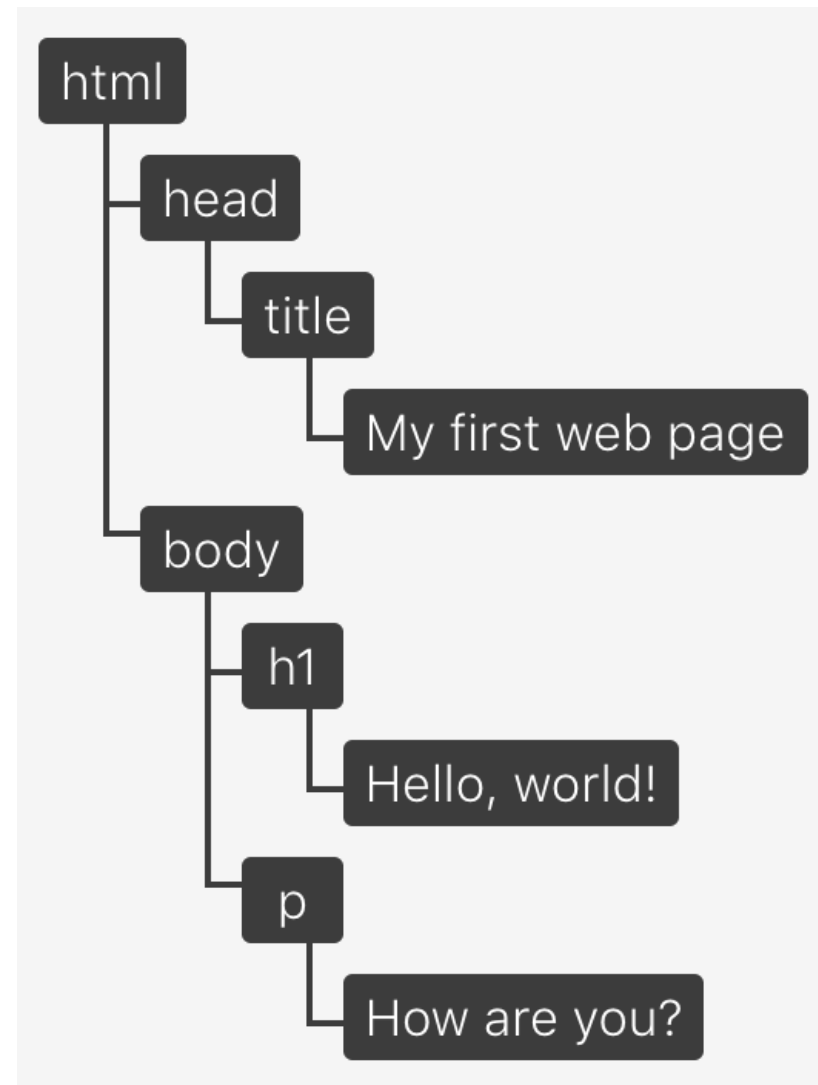 html
head
title
My first web page
body
h1
Hello, world!
p
How are you?